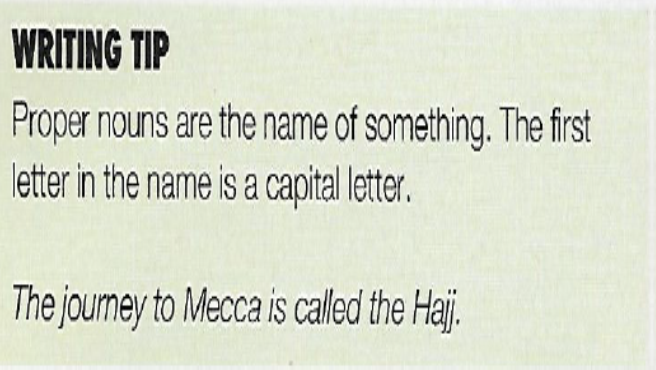 WRITING TIP
Proper nouns are the name of something. The first
letter in the name is a capital letter.
The journey to Mecca is called the Hajj.